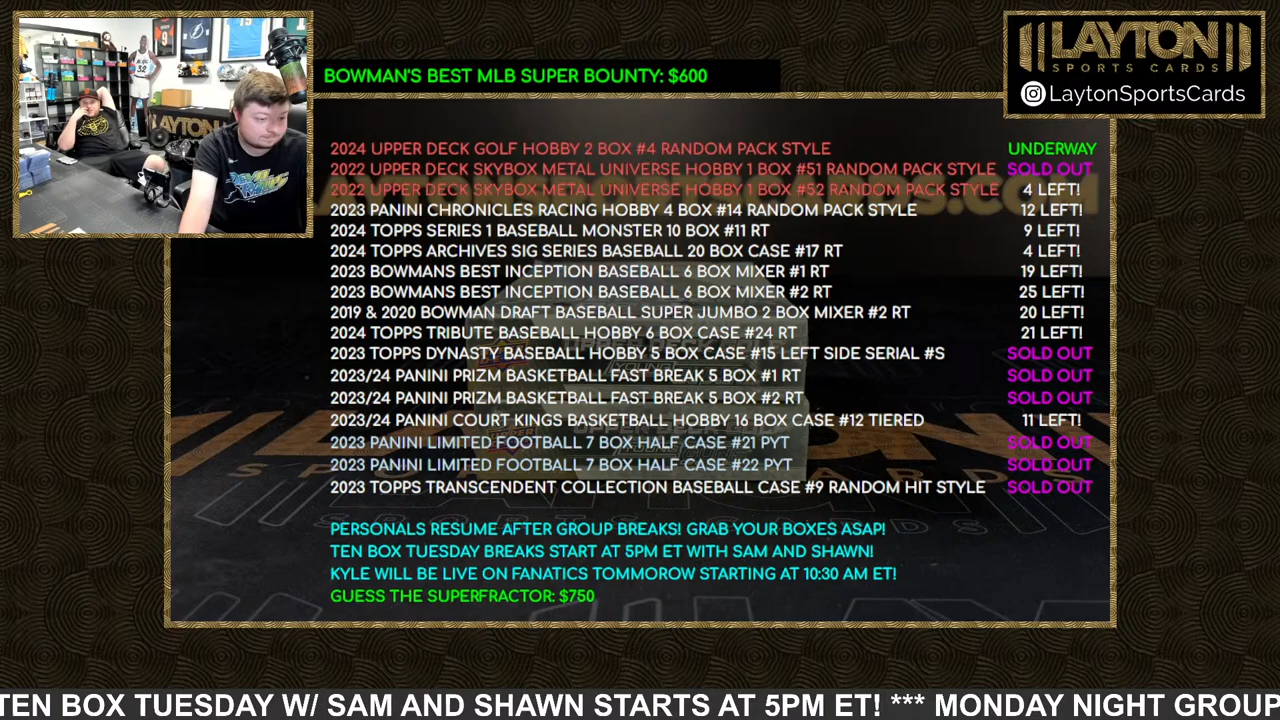 BOWMAN'S BEST MLB SUPER BOUNTY: $600
LAYTON
SPORTS CARDS
LaytonSportsCards
2024 UPPER DECK GOLF HOBBY 2 BOX #4 RANDOM PACK STYLE UNDERWAY
2022 UPPER DECK SKYBOX METAL UNIVERSE HOBBY 1 BOX #51 RANDOM PACK STYLE SOLD OUT
2022 UPPER DECK SKYBOX METAL UNIVERSE HOBBY 1 BOX #52 RANDOM PACK STYLE 4 LEFT!
2023 PANINI CHRONICLES RACING HOBBY 4 BOX #14 RANDOM PACK STYLE 12 LEFT!
2024 TOPPS SERIES 1 BASEBALL MONSTER 10 BOX #11 RT 9 LEFT!
2024 TOPPS ARCHIVES SIG SERIES BASEBALL 20 BOX CASE #17 RT 4 LEFT!
2023 BOWMANS BEST INCEPTION BASEBALL 6 BOX MIXER #1 RT 19 LEFT!
2023 BOWMANS BEST INCEPTION BASEBALL 6 BOX MIXER #2 RT 25 LEFT!
2019 & 2020 BOWMAN DRAFT BASEBALL SUPER JUMBO 2 BOX MIXER #2 RT 20 LEFT!
2024 TOPPS TRIBUTE BASEBALL HOBBY 6 BOX CASE #24 RT 21 LEFT!
2023 TOPPS DYNASTY BASEBALL HOBBY 5 BOX CASE #15 LEFT SIDE SERIAL #S SOLD OUT
2023/24 PANINI PRIZM BASKETBALL FAST BREAK 5 BOX #1 RT SOLD OUT
2023/24 PANINI PRIZM BASKETBALL FAST BREAK 5 BOX #2 RT SOLD OUT
2023/24 PANINI COURT KINGS BASKETBALL HOBBY 16 BOX CASE #12 TIERED 11 LEFT!
2023 PANINI LIMITED FOOTBALL 7 BOX HALF CASE #21 PYT SOLD OUT
2023 PANINI LIMITED FOOTBALL 7 BOX HALF CASE #22 PYT SOLD OUT
2023 TOPPS TRANSCENDENT COLLECTION BASEBALL CASE #9 RANDOM HIT STYLE SOLD OUT
PERSONALS RESUME AFTER GROUP BREAKS! GRAB YOUR BOXES ASAP!
TEN BOX TUESDAY BREAKS START AT 5PM ET WITH SAM AND SHAWN!
KYLE WILL BE LIVE ON FANATICS TOMMOROW STARTING AT 10:30 AM ET!
GUESS THE SUPERFRACTOR: $750
TEN BOX TUESDAY W/ SAM AND SHAWN STARTS AT 5PM ET! *** MONDAY NIGHT GROUP